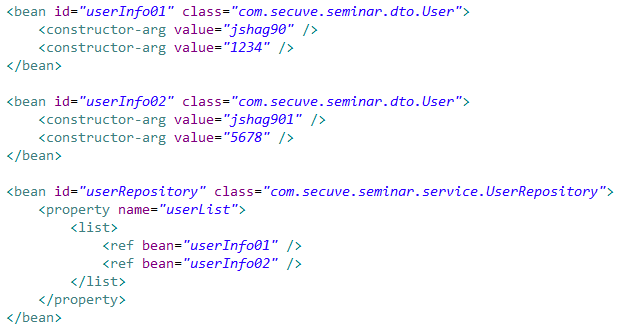 <bean id="userInfo01" class="com.secuve.seminar.dto.User">
    <constructor-arg value="jshag90" />
    <constructor-arg value="1234" />
</bean>

<bean id="userInfo02" class="com.secuve.seminar.dto.User">
    <constructor-arg value="jshag901" />
    <constructor-arg value="5678" />
</bean>

<bean id="userRepository" class="com.secuve.seminar.service.UserRepository">
    <property name="userList">
        <list>
            <ref bean="userInfo01" />
            <ref bean="userInfo02" />
        </list>
    </property>
</bean>